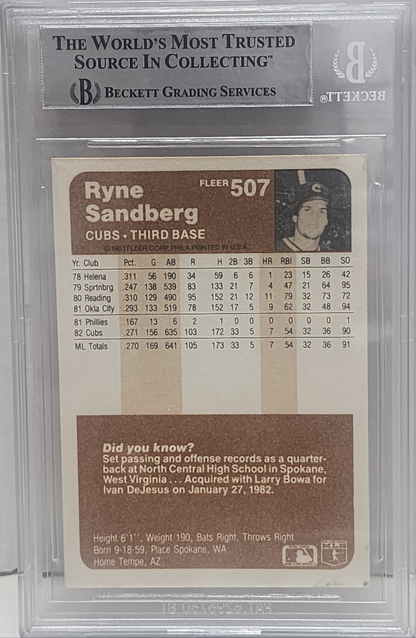 THE WORLD'S MOST TRUSTED
SOURCE IN COLLECTING™
BECKETT GRADING SERVICES
BECKETT
Ryne FLEER 507
Sandberg
CUBS • THIRD BASE
© 1983 FLEER CORP. PHILA PRINTED IN U.S.A.
Yr. Club Pct. G AB R H 2B 3B HR RBI SB BB SO
78 Helena .311 56 190 34 59 6 6 1 23 15 26 42
79 Sprtnbrg .247 138 539 83 133 21 7 4 47 21 64 95
80 Reading .310 129 490 95 152 21 12 11 79 32 73 72
81 Okla City .293 133 519 78 152 17 5 9 62 32 48 94
81 Phillies .167 13 6 2 1 0 0 0 0 0 0 1
82 Cubs .271 156 635 103 172 33 5 7 54 32 36 90
ML Totals .270 169 641 105 173 33 5 7 54 32 36 91
Did you know?
Set passing and offense records as a quarter-
back at North Central High School in Spokane,
West Virginia . . . Acquired with Larry Bowa for
Ivan DeJesus on January 27, 1982.
Height 6'1'', Weight 190, Bats Right, Throws Right
Born 9-18-59, Place Spokane, WA
Home Tempe, AZ